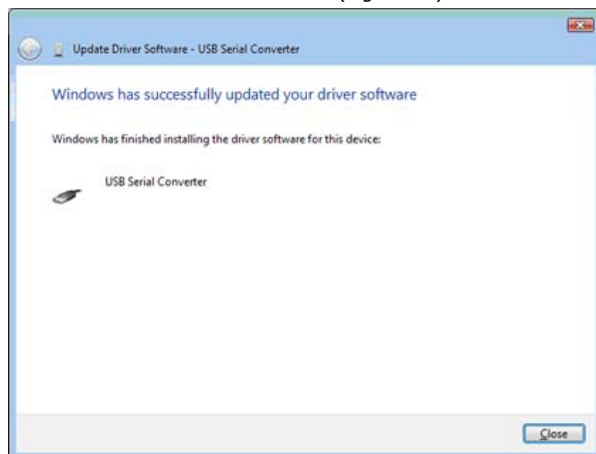 Update Driver Software - USB Serial Converter
Windows has successfully updated your driver software
Windows has finished installing the driver software for this device:
USB Serial Converter
Close